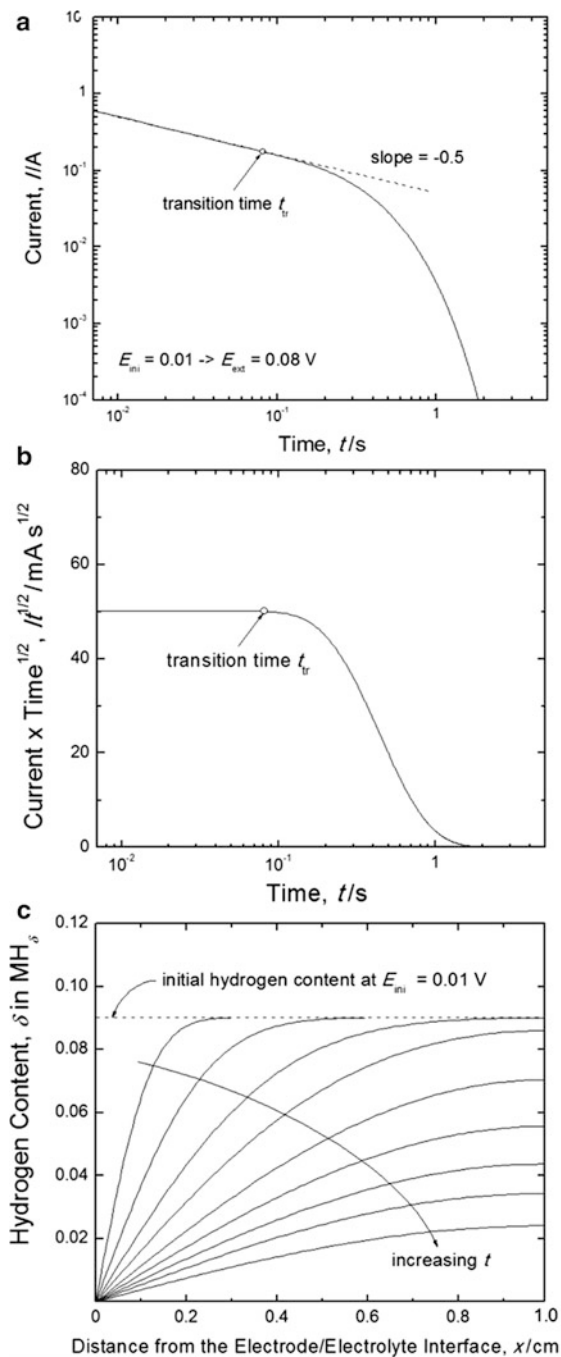 a
10
1
10⁻¹
10⁻²
10⁻³
10⁻⁴
Current, I/A
slope = -0.5
transition time t_tr
E_ini = 0.01 -> E_ext = 0.08 V
10⁻² 10⁻¹ 1
Time, t/s
b
80
60
40
20
0
Current x Time^1/2, It^1/2/mA s^1/2
transition time t_tr
10⁻² 10⁻¹ 1
Time, t/s
c
0.12
0.10
0.08
0.06
0.04
0.02
Hydrogen Content, δ in MH_δ
initial hydrogen content at E_ini = 0.01 V
increasing t
0 0.2 0.4 0.6 0.8 1.0
Distance from the Electrode/Electrolyte Interface, x/cm